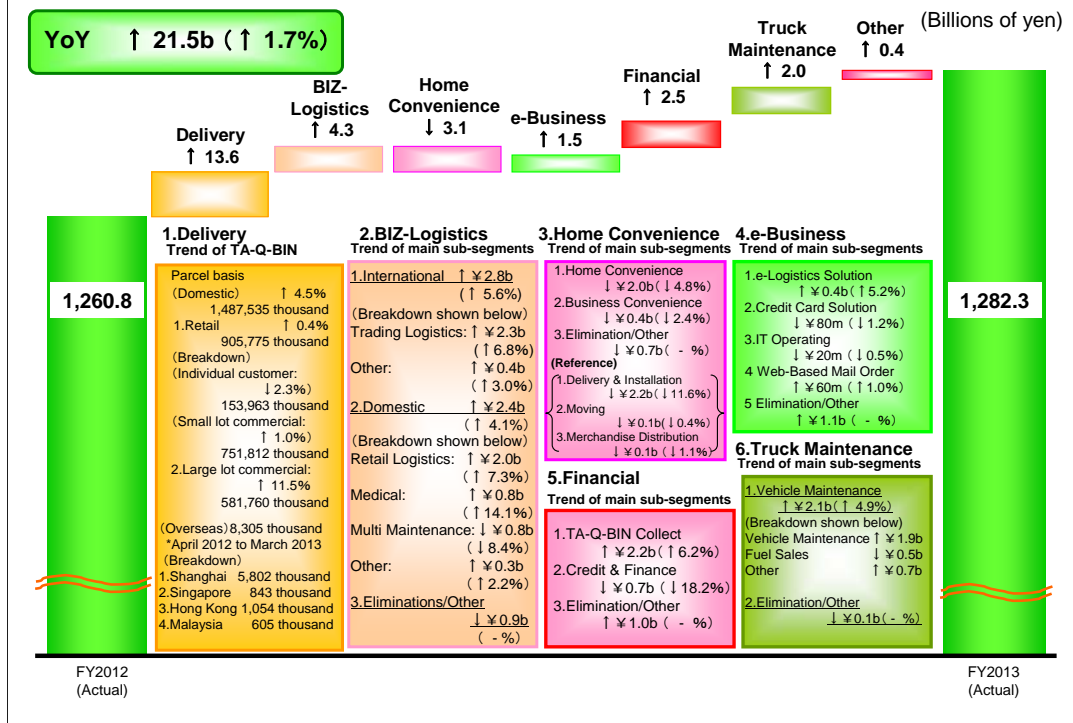 (Billions of yen)
YoY ↑ 21.5b (↑ 1.7%)
Delivery
↑ 13.6
BIZ-
Logistics
↑ 4.3
Home
Convenience
↓ 3.1
e-Business
↑ 1.5
Financial
↑ 2.5
Truck
Maintenance
↑ 2.0
Other
↑ 0.4
1,260.8
FY2012
(Actual)
1.Delivery
Trend of TA-Q-BIN
Parcel basis
(Domestic) ↑ 4.5%
1,487,535 thousand
1.Retail ↑ 0.4%
905,775 thousand
(Breakdown)
(Individual customer:
↓2.3%)
153,963 thousand
(Small lot commercial:
↑ 1.0%)
751,812 thousand
2.Large lot commercial:
↑ 11.5%
581,760 thousand
(Overseas)8,305 thousand
*April 2012 to March 2013
(Breakdown)
1.Shanghai 5,802 thousand
2.Singapore 843 thousand
3.Hong Kong 1,054 thousand
4.Malaysia 605 thousand
2.BIZ-Logistics
Trend of main sub-segments
1.International ↑ ¥2.8b
(↑ 5.6%)
(Breakdown shown below)
Trading Logistics: ↑ ¥2.3b
(↑6.8%)
Other: ↑ ¥0.4b
(↑3.0%)
2.Domestic ↑ ¥2.4b
(↑ 4.1%)
(Breakdown shown below)
Retail Logistics: ↑ ¥2.0b
(↑ 7.3%)
Medical: ↑ ¥0.8b
(↑14.1%)
Multi Maintenance: ↓ ¥0.8b
(↓8.4%)
Other: ↑ ¥0.3b
(↑2.2%)
3.Eliminations/Other
↓ ¥0.9b
( - %)
3.Home Convenience
Trend of main sub-segments
1.Home Convenience
↓ ¥2.0b(↓4.8%)
2.Business Convenience
↓ ¥0.4b(↓2.4%)
3.Elimination/Other
↓ ¥0.7b ( - %)
(Reference)
1.Delivery & Installation
↓ ¥2.2b(↓11.6%)
2.Moving
↓ ¥0.1b(↓0.4%)
3.Merchandise Distribution
↓ ¥0.1b (↓1.1%)
4.e-Business
Trend of main sub-segments
1.e-Logistics Solution
↑ ¥0.4b(↑5.2%)
2.Credit Card Solution
↓ ¥80m (↓1.2%)
3.IT Operating
↓ ¥20m (↓0.5%)
4 Web-Based Mail Order
↑ ¥60m (↑1.0%)
5 Elimination/Other
↑ ¥1.1b ( - %)
5.Financial
Trend of main sub-segments
1.TA-Q-BIN Collect
↑ ¥2.2b(↑6.2%)
2.Credit & Finance
↓ ¥0.7b (↓18.2%)
3.Elimination/Other
↑ ¥1.0b ( - %)
6.Truck Maintenance
Trend of main sub-segments
1.Vehicle Maintenance
↑ ¥2.1b(↑ 4.9%)
(Breakdown shown below)
Vehicle Maintenance ↑ ¥1.9b
Fuel Sales ↓ ¥0.5b
Other ↑ ¥0.7b
2.Elimination/Other
↓ ¥0.1b( - %)
1,282.3
FY2013
(Actual)